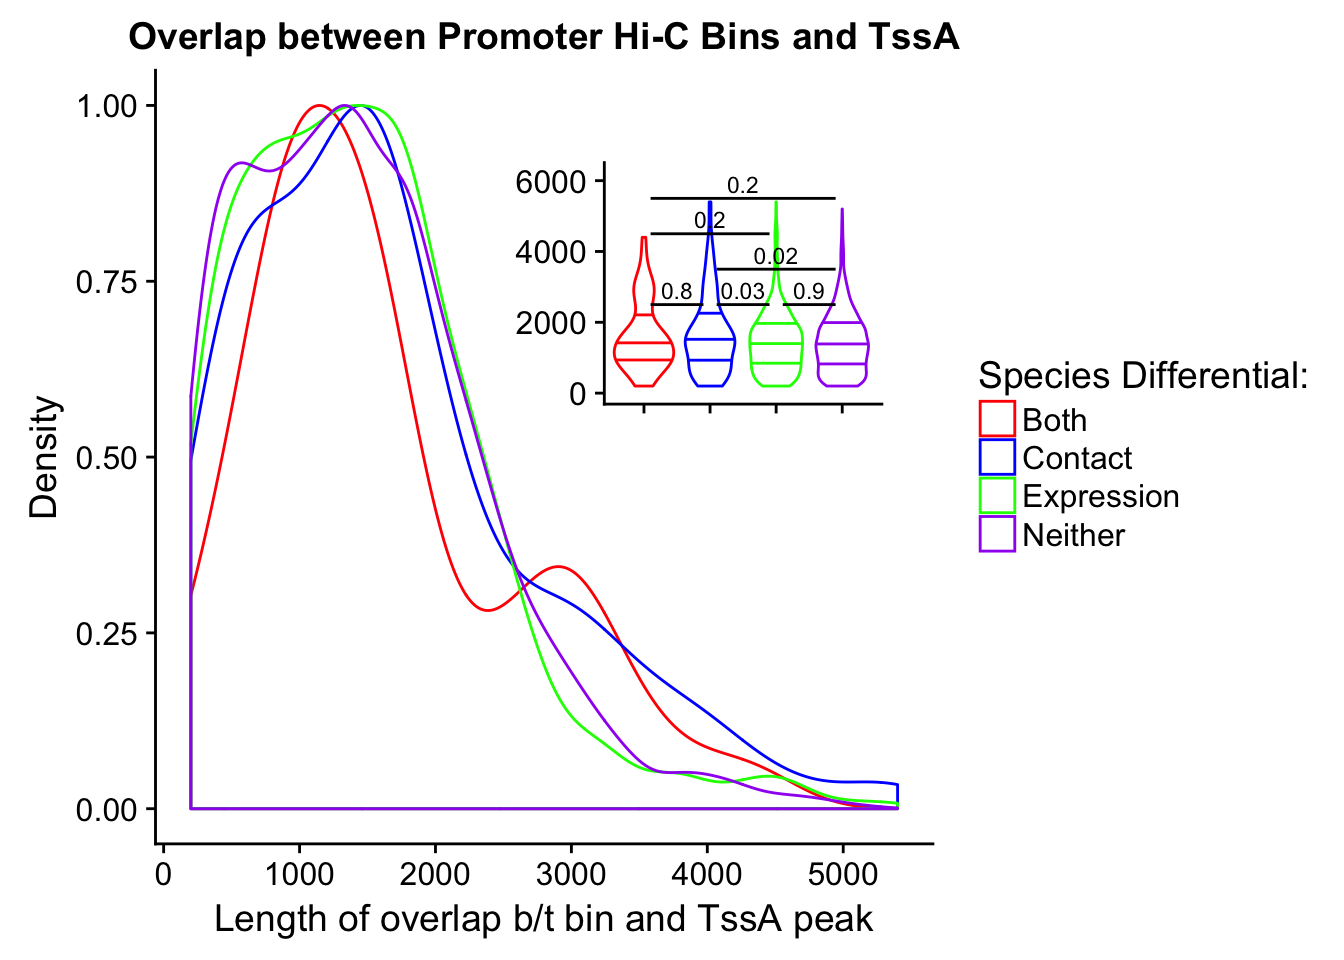 Overlap between Promoter Hi-C Bins and TssA
1.00
0.75
0.50
0.25
0.00
Density
0
1000
2000
3000
4000
5000
Length of overlap b/t bin and TssA peak
6000
4000
2000
0
0.2
0.2
0.02
0.8
0.03
0.9
Species Differential:
Both
Contact
Expression
Neither